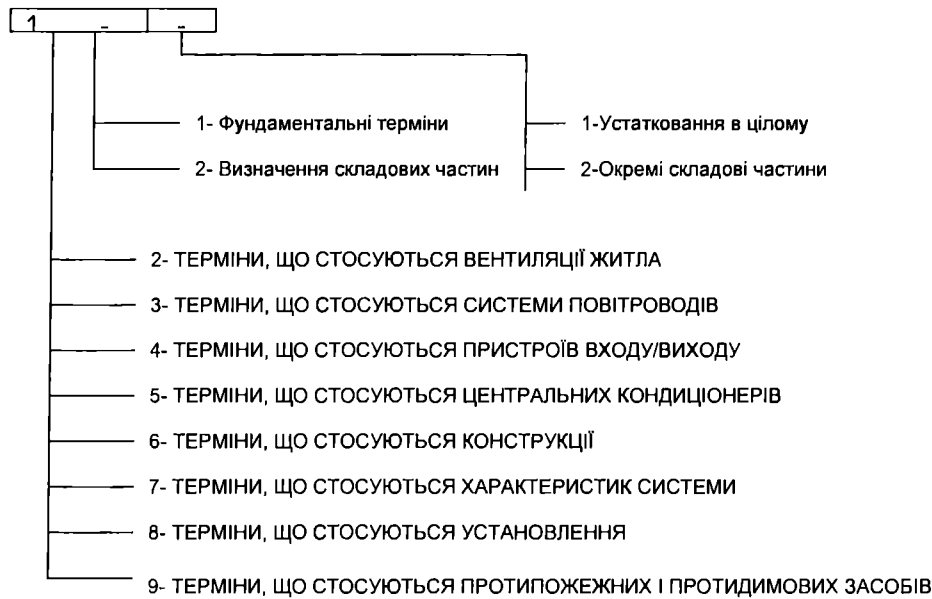 1 - -
1- Фундаментальні терміни 1-Устатковання в цілому
2- Визначення складових частин 2-Окремі складові частини
2- ТЕРМІНИ, ЩО СТОСУЮТЬСЯ ВЕНТИЛЯЦІЇ ЖИТЛА
3- ТЕРМІНИ, ЩО СТОСУЮТЬСЯ СИСТЕМИ ПОВІТРОВОДІВ
4- ТЕРМІНИ, ЩО СТОСУЮТЬСЯ ПРИСТРОЇВ ВХОДУ/ВИХОДУ
5- ТЕРМІНИ, ЩО СТОСУЮТЬСЯ ЦЕНТРАЛЬНИХ КОНДИЦІОНЕРІВ
6- ТЕРМІНИ, ЩО СТОСУЮТЬСЯ КОНСТРУКЦІЇ
7- ТЕРМІНИ, ЩО СТОСУЮТЬСЯ ХАРАКТЕРИСТИК СИСТЕМИ
8- ТЕРМІНИ, ЩО СТОСУЮТЬСЯ УСТАНОВЛЕННЯ
9- ТЕРМІНИ, ЩО СТОСУЮТЬСЯ ПРОТИПОЖЕЖНИХ І ПРОТИДИМОВИХ ЗАСОБІВ